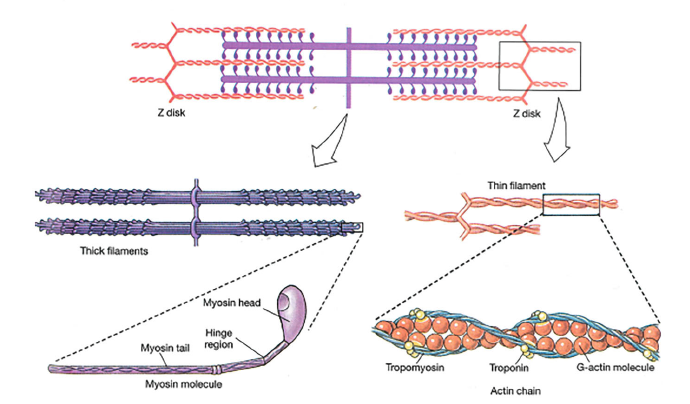 Z disk
Z disk
Thick filaments
Thin filament
Myosin head
Hinge
region
Myosin tail
Myosin molecule
Tropomyosin
Troponin
G-actin molecule
Actin chain